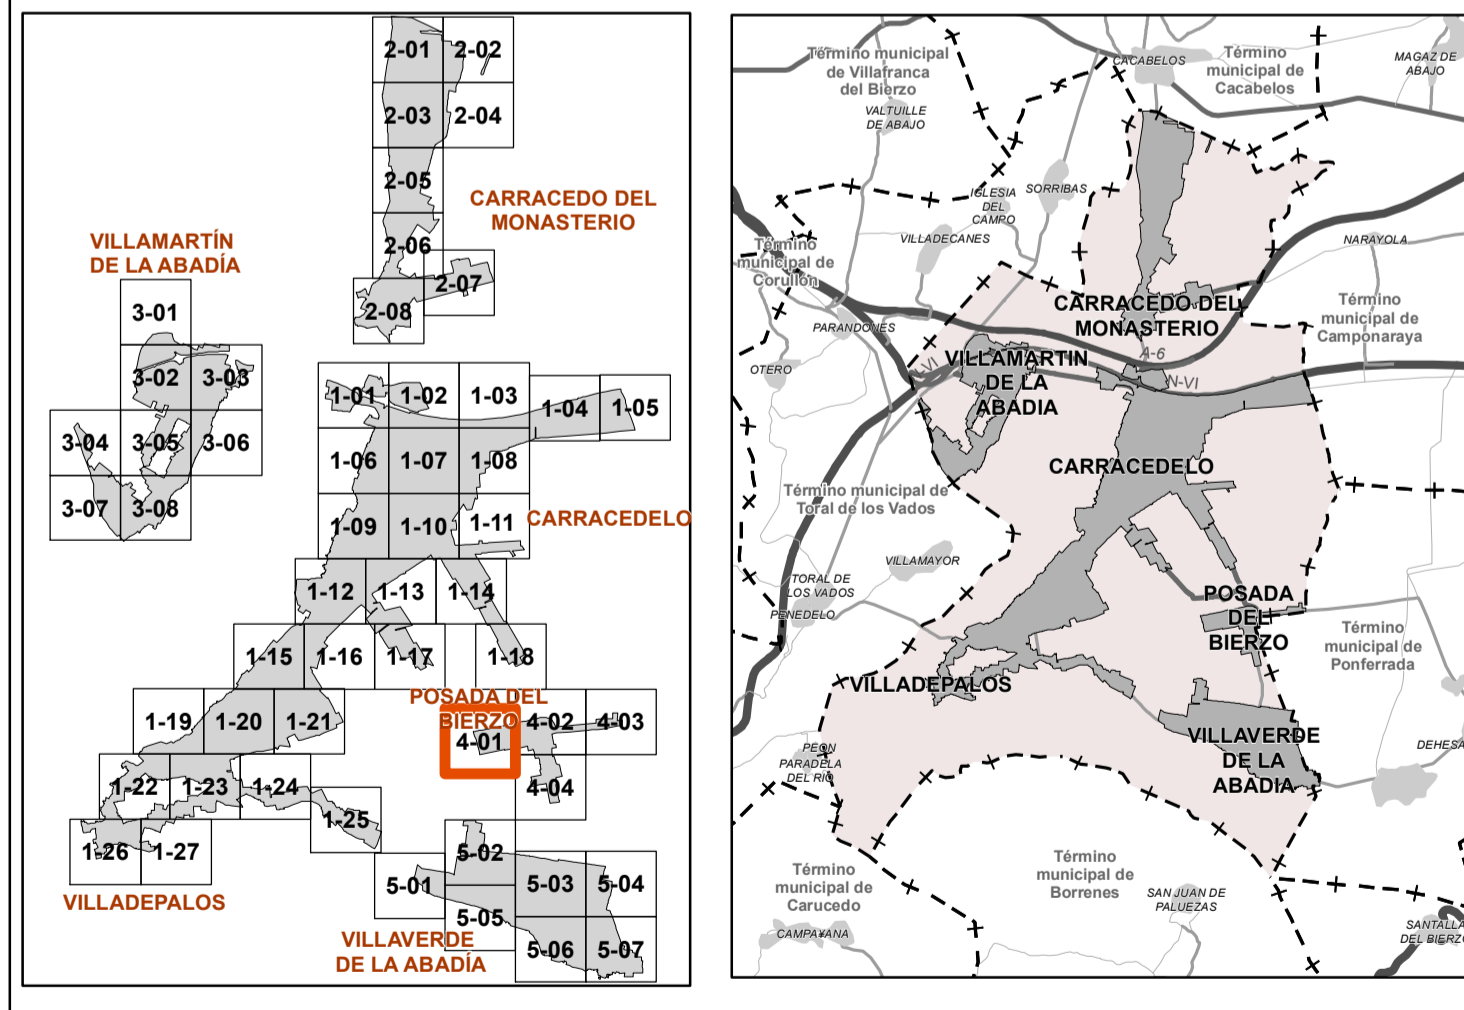 2-01
2-02
2-03
2-04
2-05
CARRACEDO DEL
MONASTERIO
2-06
2-07
2-08
VILLAMARTÍN
DE LA ABADÍA
3-01
3-02
3-03
3-04
3-05
3-06
3-07
3-08
1-01
1-02
1-03
1-04
1-05
1-06
1-07
1-08
1-09
1-10
1-11
CARRACEDELO
1-12
1-13
1-14
1-15
1-16
1-17
1-18
POSADA DEL
BIERZO
1-19
1-20
1-21
4-01
4-02
4-03
4-04
1-22
1-23
1-24
1-25
1-26
1-27
VILLADEPALOS
5-01
5-02
5-03
5-04
5-05
5-06
5-07
VILLAVERDE
DE LA ABADÍA
Término municipal
de Villafranca
del Bierzo
VALTUILLE
DE ABAJO
CACABELOS
Término
municipal de
Cacabelos
MAGAZ DE
ABAJO
IGLESIA
DEL
CAMPO
SORRIBAS
VILLADECANES
NARAYOLA
Término
municipal de
Corullón
CARRACEDO DEL
MONASTERIO
Término
municipal de
Camponaraya
PARANDONES
OTERO
A-6
N-VI
-VI
VILLAMARTIN
DE LA
ABADIA
CARRACEDELO
Término municipal de
Toral de los Vados
VILLAMAYOR
TORAL DE
LOS VADOS
PENEDELO
POSADA
DEL
BIERZO
Término
municipal de
Ponferrada
VILLADEPALOS
VILLAVERDE
DE LA
ABADIA
DEHESA
PEON
PARADELA
DEL RÍO
Término
municipal de
Carucedo
CAMPA¥ANA
Término
municipal de
Borrenes
SAN JUAN DE
PALUEZAS
SANTALLA
DEL BIERZO